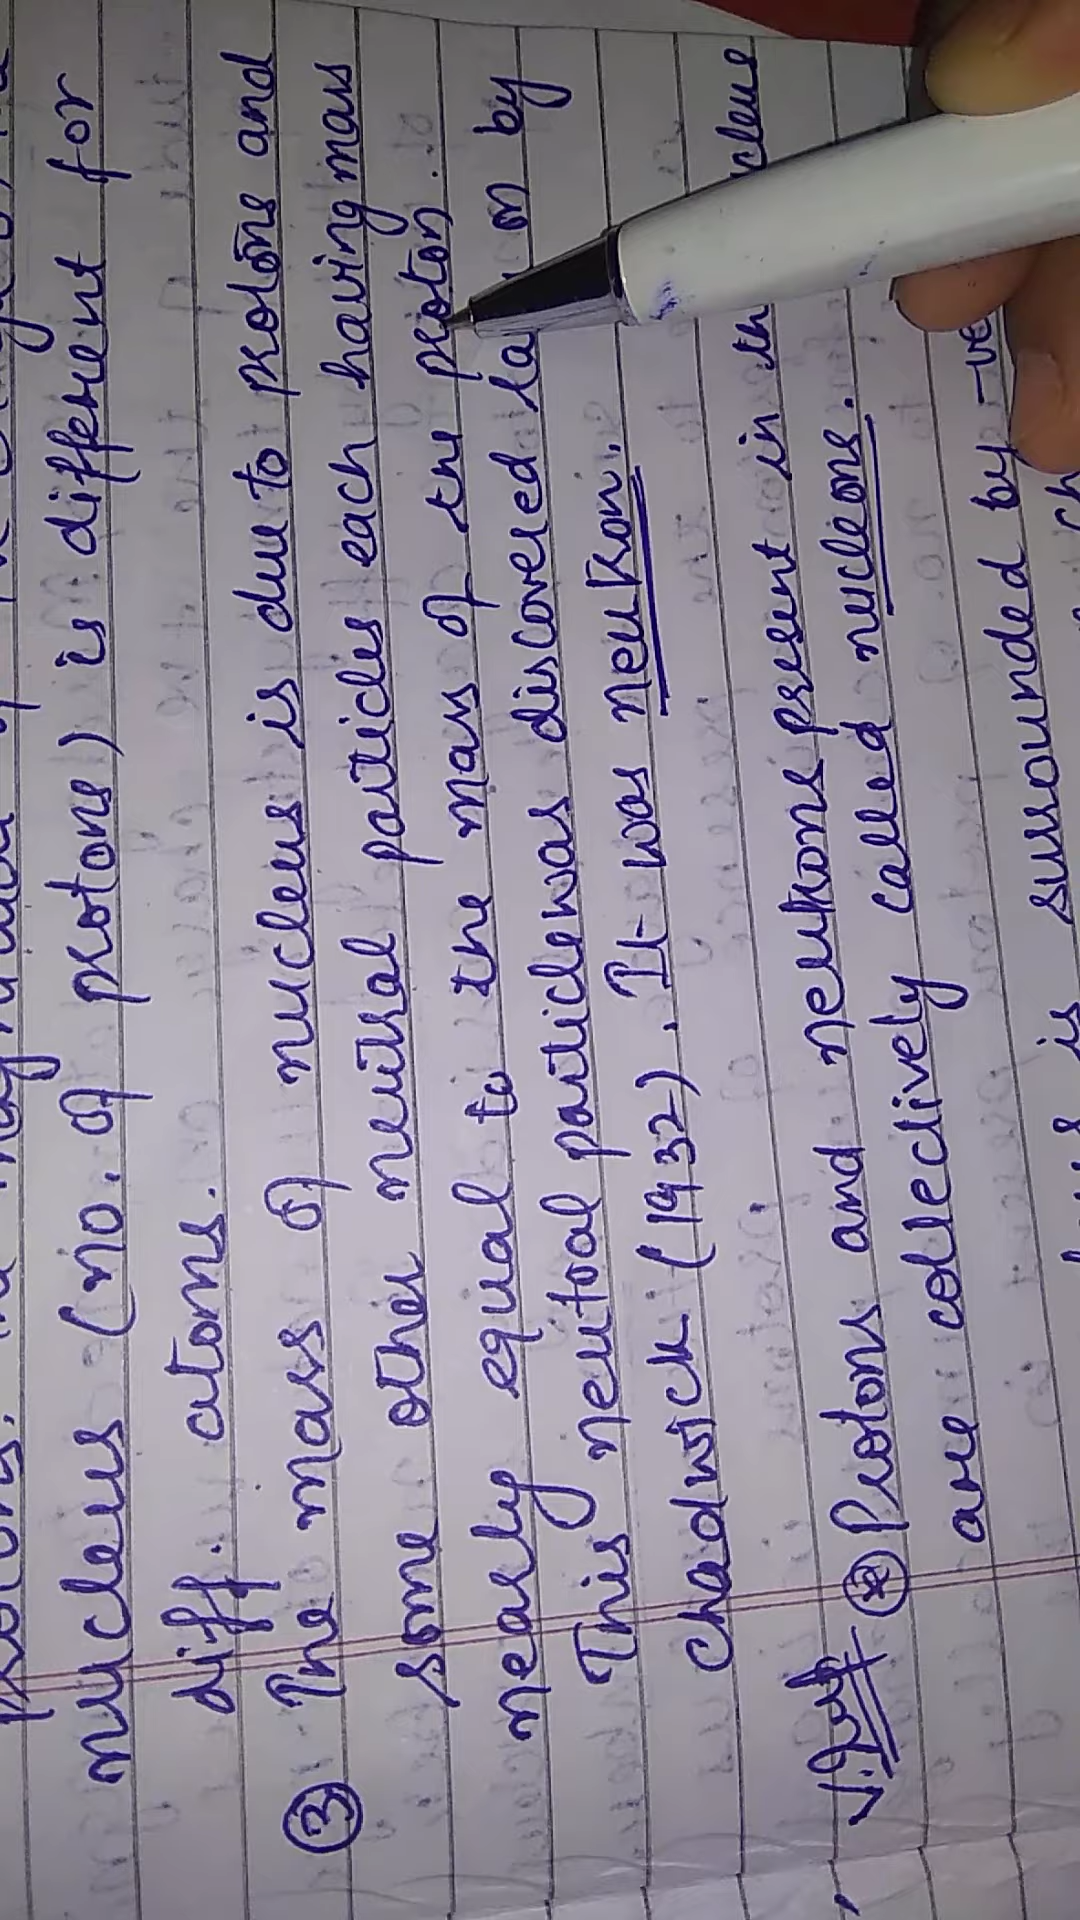 nucleus (no. of protons) is different for
diff. atoms.
③ The mass of nucleus is due to protons and
some other neutral particles each having mass
nearly equal to the mass of the proton.
This neutral particle was discovered on by
Chadwick (1932). It was neutron.
V.Imp * Protons and neutrons present in
are collectively called nucleons.
is surrounded by -ve